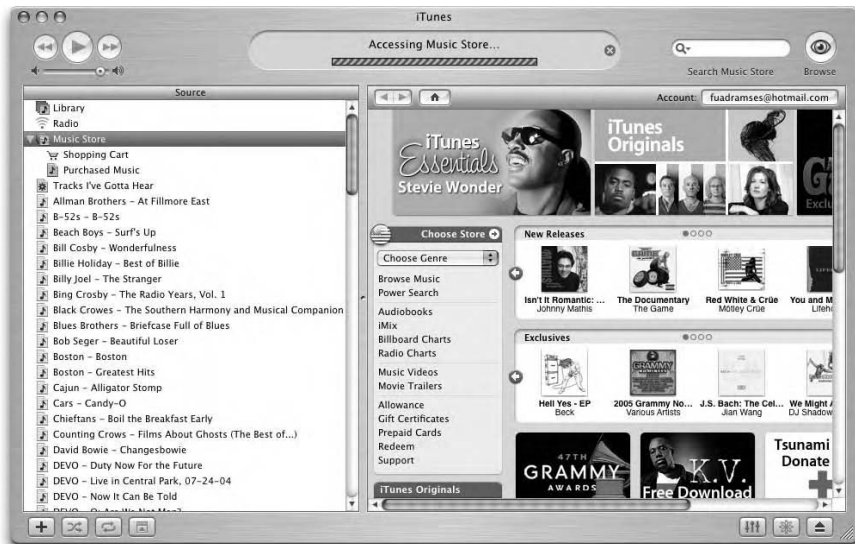 iTunes
Accessing Music Store...
Search Music Store
Browse
Source
Library
Radio
Music Store
Shopping Cart
Purchased Music
Tracks I've Gotta Hear
Allman Brothers – At Fillmore East
B-52s – B-52s
Beach Boys – Surf's Up
Bill Cosby – Wonderfulness
Billie Holiday – Best of Billie
Billy Joel – The Stranger
Bing Crosby – The Radio Years, Vol. 1
Black Crowes – The Southern Harmony and Musical Companion
Blues Brothers – Briefcase Full of Blues
Bob Seger – Beautiful Loser
Boston – Boston
Boston – Greatest Hits
Cajun – Alligator Stomp
Cars – Candy-O
Chieftans – Boil the Breakfast Early
Counting Crows – Films About Ghosts (The Best of...)
David Bowie – Changesbowie
DEVO – Duty Now For the Future
DEVO – Live in Central Park, 07-24-04
DEVO – Now It Can Be Told
DEVO – Q: Are We Not Men?
Account: fuadramses@hotmail.com
iTunes
Essentials
Stevie Wonder
iTunes
Originals
Choose Store
Choose Genre
Browse Music
Power Search
Audiobooks
iMix
Billboard Charts
Radio Charts
Music Videos
Movie Trailers
Allowance
Gift Certificates
Prepaid Cards
Redeem
Support
iTunes Originals
New Releases
Isn't It Romantic: ...
Johnny Mathis
The Documentary
The Game
Red White & Crüe
Mötley Crüe
You and M
Lifeh
Exclusives
Hell Yes - EP
Beck
2005 Grammy No...
Various Artists
J.S. Bach: The Cel...
Jian Wang
We Might A
DJ Shadow
47TH
GRAMMY
AWARDS
K.V.
Free Download
Tsunami
Donate